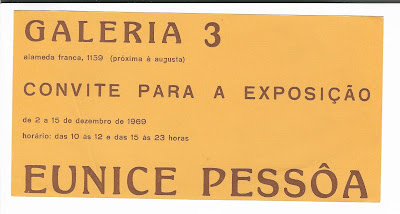 GALERIA 3
alameda franca, 1159 (próxima à augusta)
CONVITE PARA A EXPOSIÇÃO
de 2 a 15 de dezembro de 1969
horário: das 10 às 12 e das 15 às 23 horas
EUNICE PESSÔA